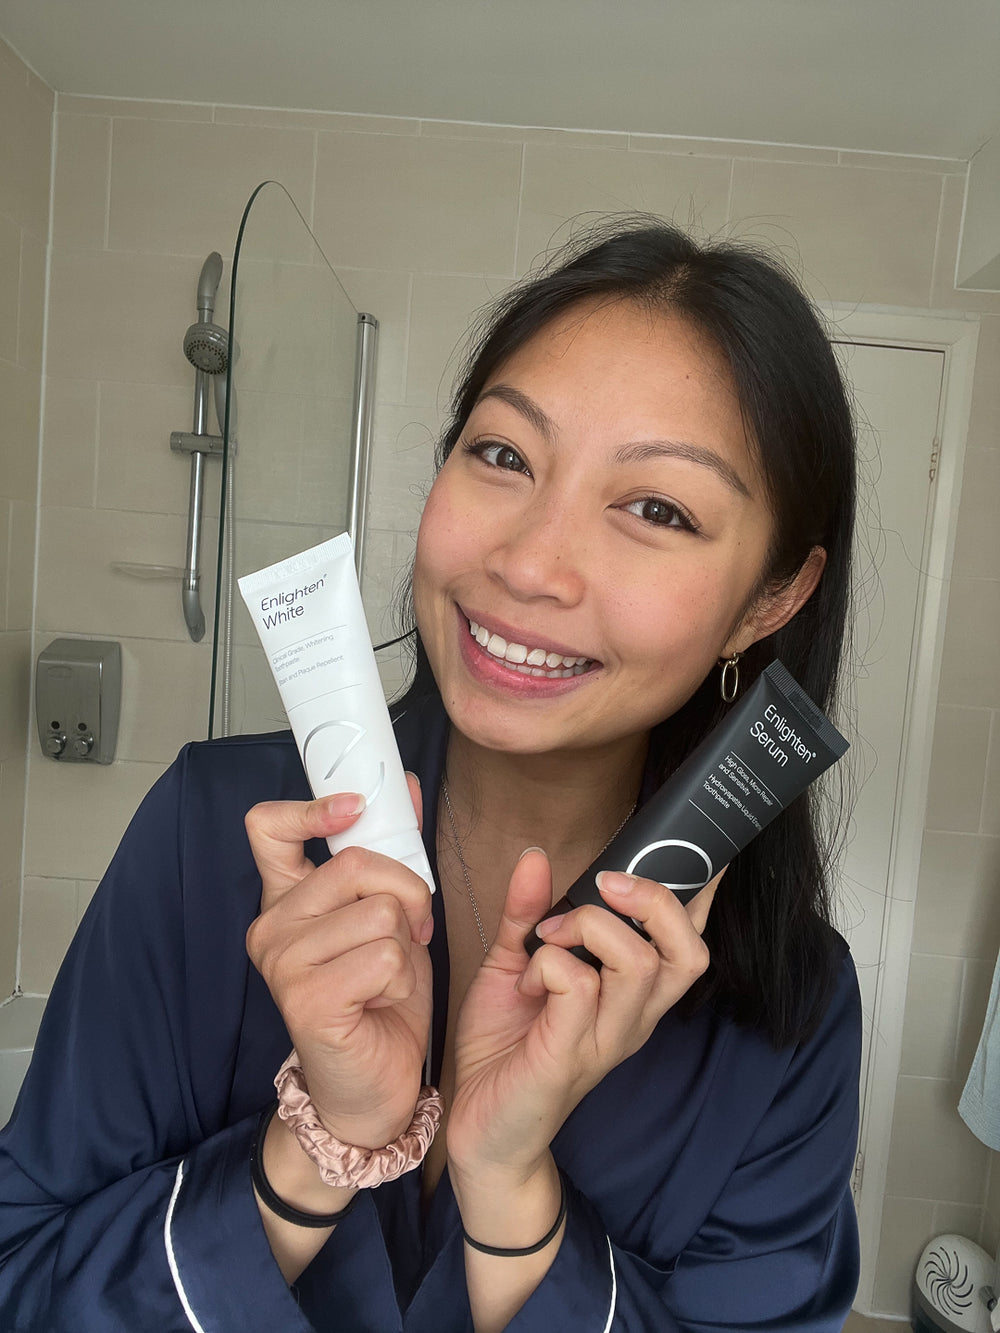 Enlighten®
White
Clinical Grade, Whitening
Toothpaste
Stain and Plaque Repellent
Enlighten®
Serum
High Gloss, Micro Repair
and Sensitivity
Hydroxyapatite Liquid
Toothpaste